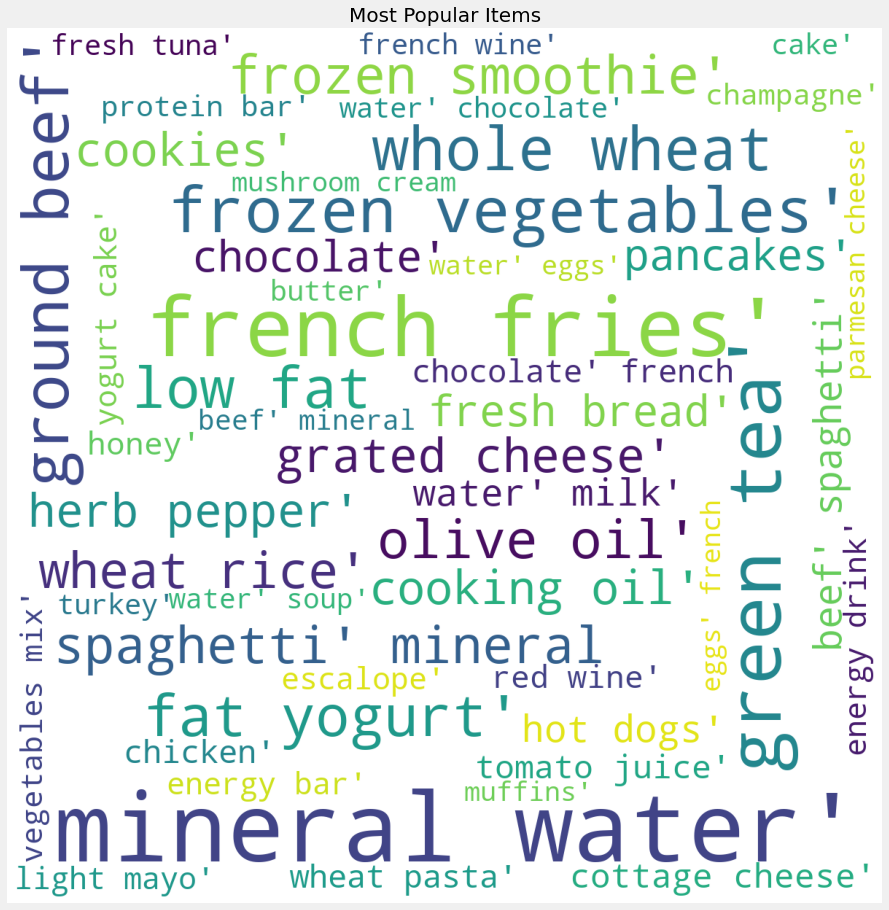 Most Popular Items
fresh tuna'
french wine'
cake'
frozen smoothie'
champagne'
protein bar'
water' chocolate'
ground beef'
cookies'
whole wheat
parmesan cheese'
mushroom cream
frozen vegetables'
yogurt cake'
chocolate'
water' eggs'
pancakes'
butter'
french fries'
beef' spaghetti'
low fat
chocolate' french
green tea'
beef' mineral
fresh bread'
honey'
grated cheese'
herb pepper'
water' milk'
eggs' french
olive oil'
energy drink'
wheat rice'
cooking oil'
vegetables mix'
turkey'
water' soup'
spaghetti' mineral
escalope'
red wine'
fat yogurt'
hot dogs'
chicken'
tomato juice'
energy bar'
muffins'
mineral water'
light mayo'
wheat pasta'
cottage cheese'